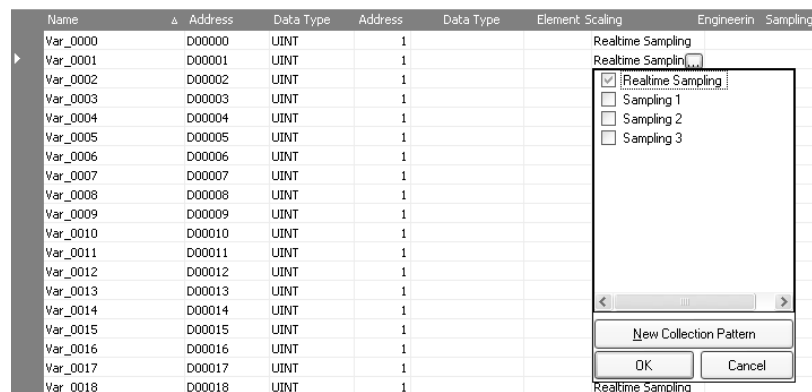 Name Address Data Type Address Data Type Element Scaling Engineerin Sampling
Var_0000 D00000 UINT 1 Realtime Sampling
Var_0001 D00001 UINT 1 Realtime Samplin ...
Var_0002 D00002 UINT 1 Realtime Sampling
Var_0003 D00003 UINT 1 Sampling 1
Var_0004 D00004 UINT 1 Sampling 2
Var_0005 D00005 UINT 1 Sampling 3
Var_0006 D00006 UINT 1
Var_0007 D00007 UINT 1
Var_0008 D00008 UINT 1
Var_0009 D00009 UINT 1
Var_0010 D00010 UINT 1
Var_0011 D00011 UINT 1
Var_0012 D00012 UINT 1
Var_0013 D00013 UINT 1
Var_0014 D00014 UINT 1
Var_0015 D00015 UINT 1 New Collection Pattern
Var_0016 D00016 UINT 1
Var_0017 D00017 UINT 1 OK Cancel
Var_0018 D00018 UINT 1 Realtime Sampling